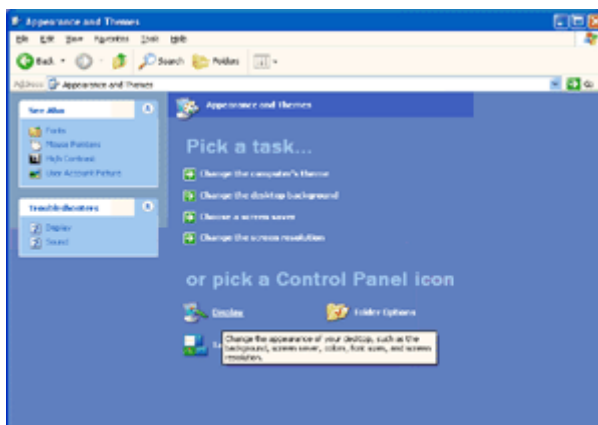 Appearance and Themes
File Edit View Favorites Tools Help
Back Search Folders
Address Appearance and Themes
See Also
Fonts
Mouse Pointers
High Contrast
User Account Picture
Troubleshooters
Display
Sound
Appearance and Themes
Pick a task...
Change the computer's theme
Change the desktop background
Choose a screen saver
Change the screen resolution
or pick a Control Panel icon
Display
Folder Options
Change the appearance of your desktop, such as the
background, screen saver, colors, font sizes, and screen
resolution.